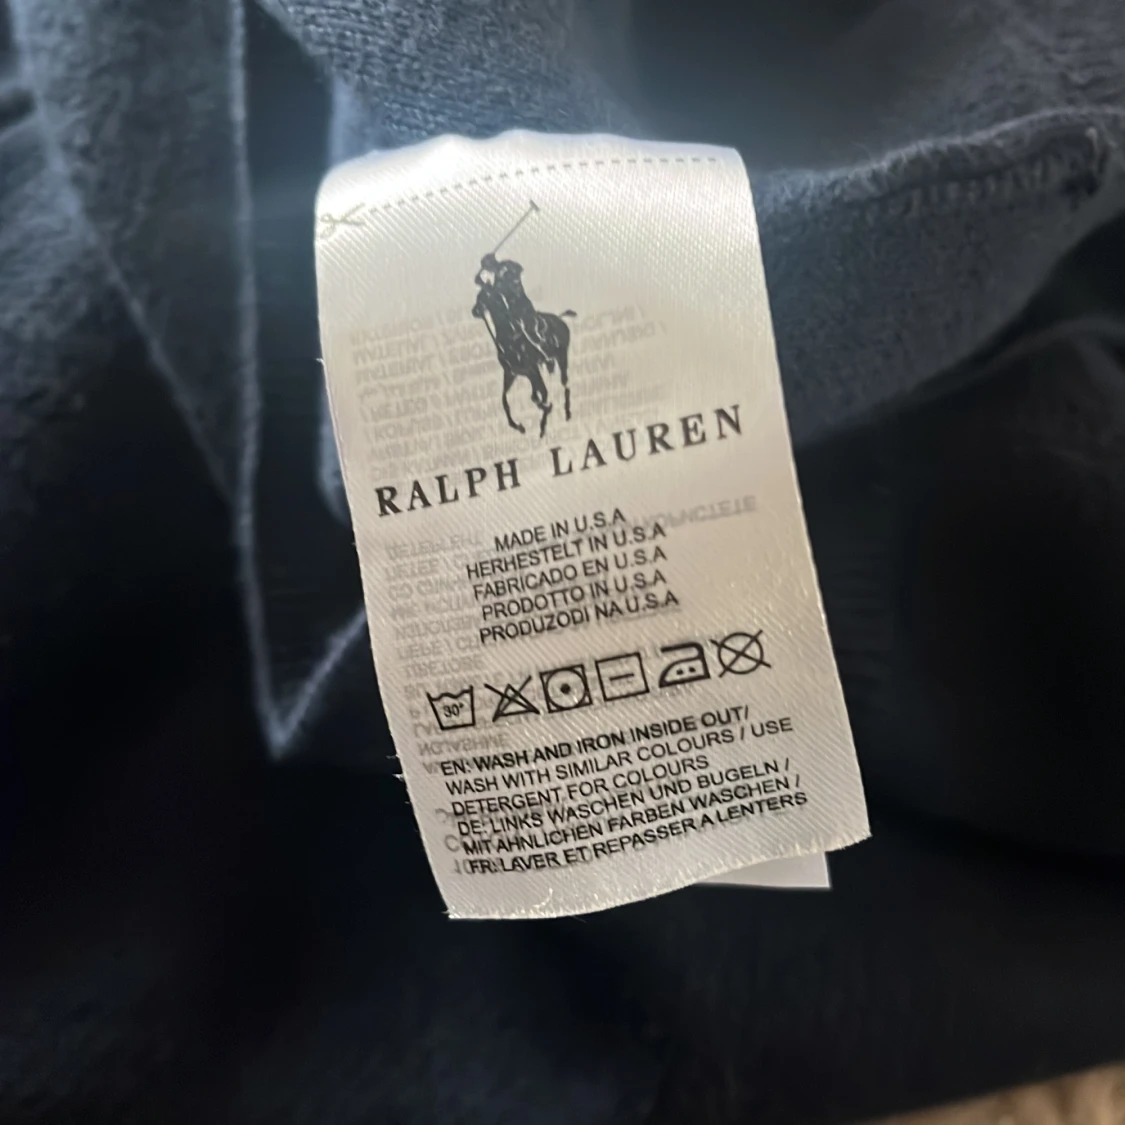 RALPH LAUREN
MADE IN U.S.A
HERHESTELT IN U.S.A
FABRICADO EN U.S.A
PRODOTTO IN U.S.A
PRODUZODI NA U.S.A
30°
EN: WASH AND IRON INSIDE OUT/
WASH WITH SIMILAR COLOURS / USE
DETERGENT FOR COLOURS
DE: LINKS WASCHEN UND BUGELN /
MIT AHNLICHEN FARBEN WASCHEN /
FR: LAVER ET REPASSER A LENTERS